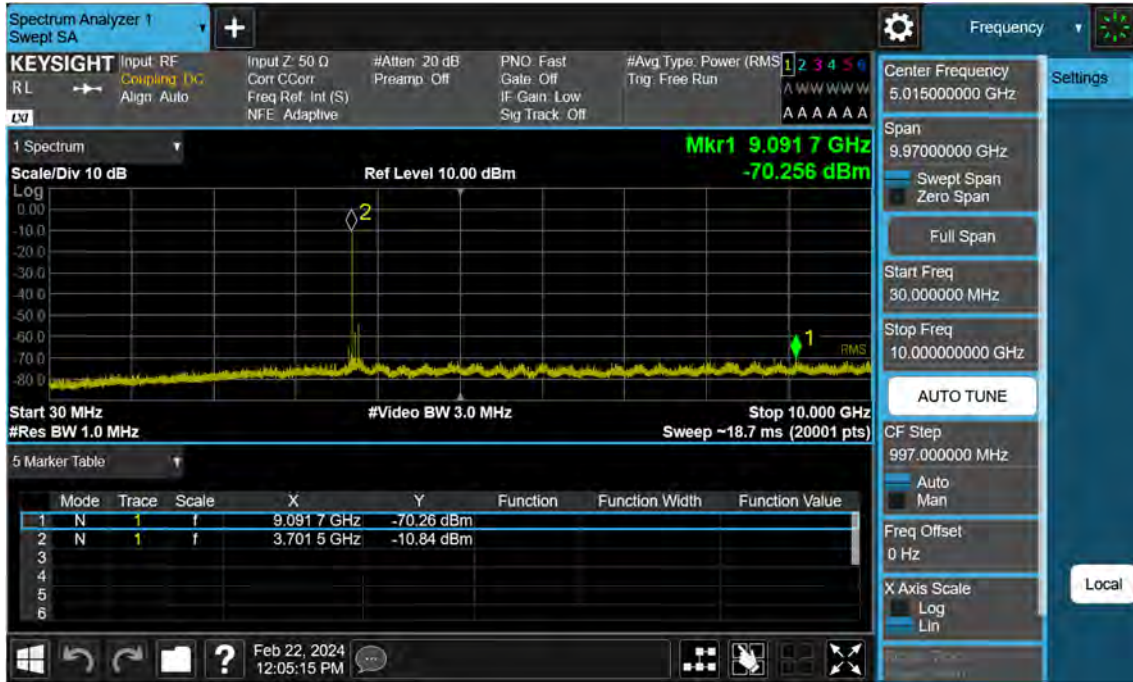 Spectrum Analyzer 1
Swept SA
Frequency
KEYSIGHT
RL
LXI
Input: RF
Coupling: DC
Align: Auto
Input Z: 50 Ω
Corr CCorr
Freq Ref: Int (S)
NFE: Adaptive
#Atten: 20 dB
Preamp: Off
PNO: Fast
Gate: Off
IF Gain: Low
Sig Track: Off
#Avg Type: Power (RMS
Trig: Free Run
1 2 3 4 5 6
A W W W W W
A A A A A A
1 Spectrum
Scale/Div 10 dB
Ref Level 10.00 dBm
Mkr1 9.091 7 GHz
-70.256 dBm
Log
0.00
-10.0
-20.0
-30.0
-40.0
-50.0
-60.0
-70.0
-80.0
2
1
RMS
Start 30 MHz
#Video BW 3.0 MHz
Stop 10.000 GHz
#Res BW 1.0 MHz
Sweep ~18.7 ms (20001 pts)
5 Marker Table
Mode Trace Scale X Y Function Function Width Function Value
1 N 1 f 9.091 7 GHz -70.26 dBm
2 N 1 f 3.701 5 GHz -10.84 dBm
3
4
5
6
Feb 22, 2024
12:05:15 PM
Center Frequency
5.015000000 GHz
Settings
Span
9.97000000 GHz
Swept Span
Zero Span
Full Span
Start Freq
30.000000 MHz
Stop Freq
10.000000000 GHz
AUTO TUNE
CF Step
997.000000 MHz
Auto
Man
Freq Offset
0 Hz
X Axis Scale
Log
Lin
Local